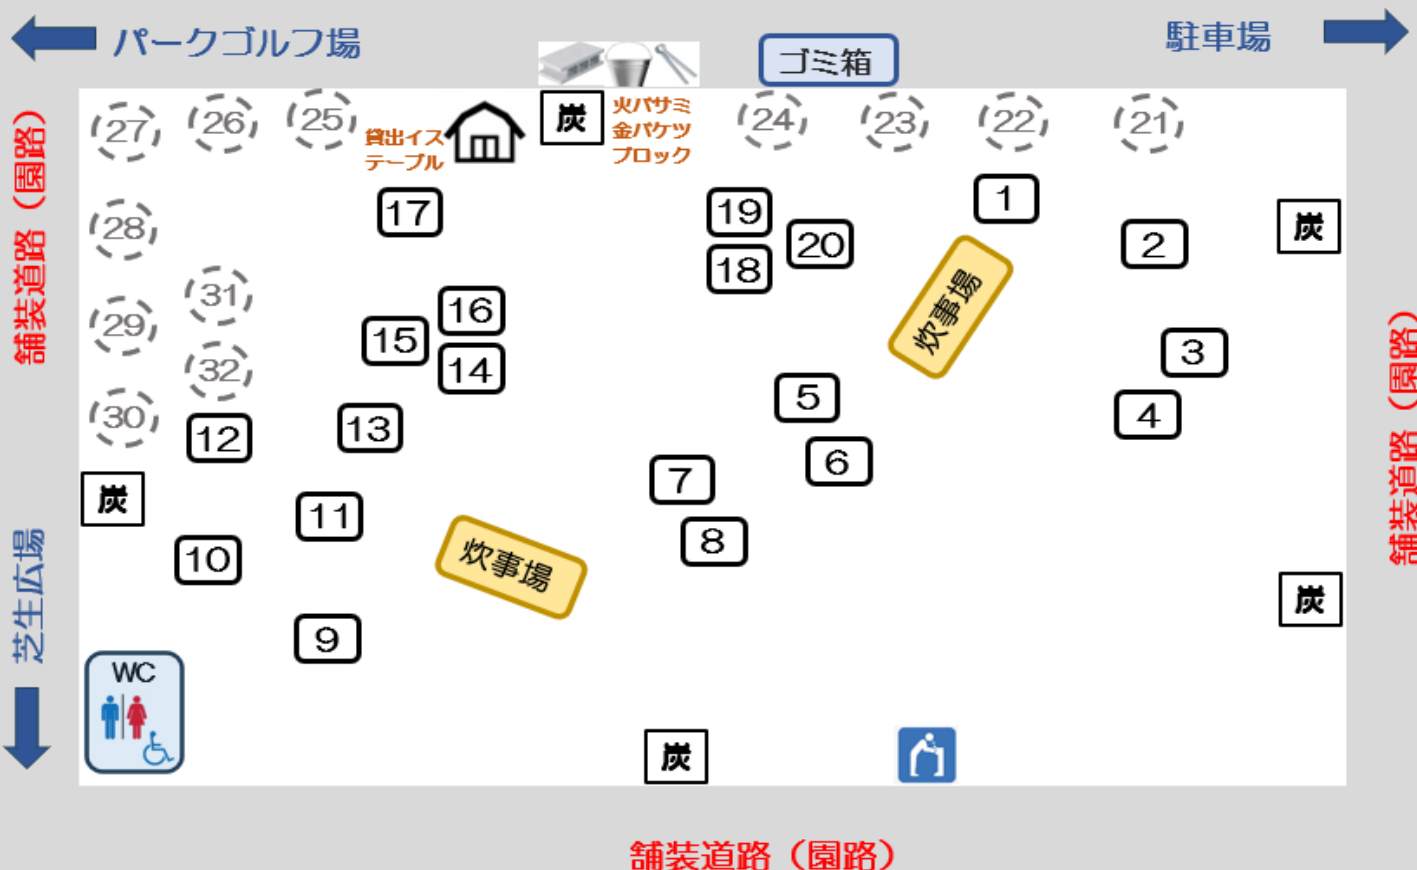 パークゴルフ場
駐車場
ゴミ箱
炭
火バサミ
金バケツ
ブロック
貸出イス
テーブル
27
26
25
24
23
22
21
17
19
1
28
20
2
炭
18
31
16
炊事場
29
15
3
32
14
5
30
13
4
12
6
7
炭
11
8
10
炊事場
炭
9
WC
炭
舗装道路（園路）
芝生広場
舗装道路（園路）
舗装道路（園路）